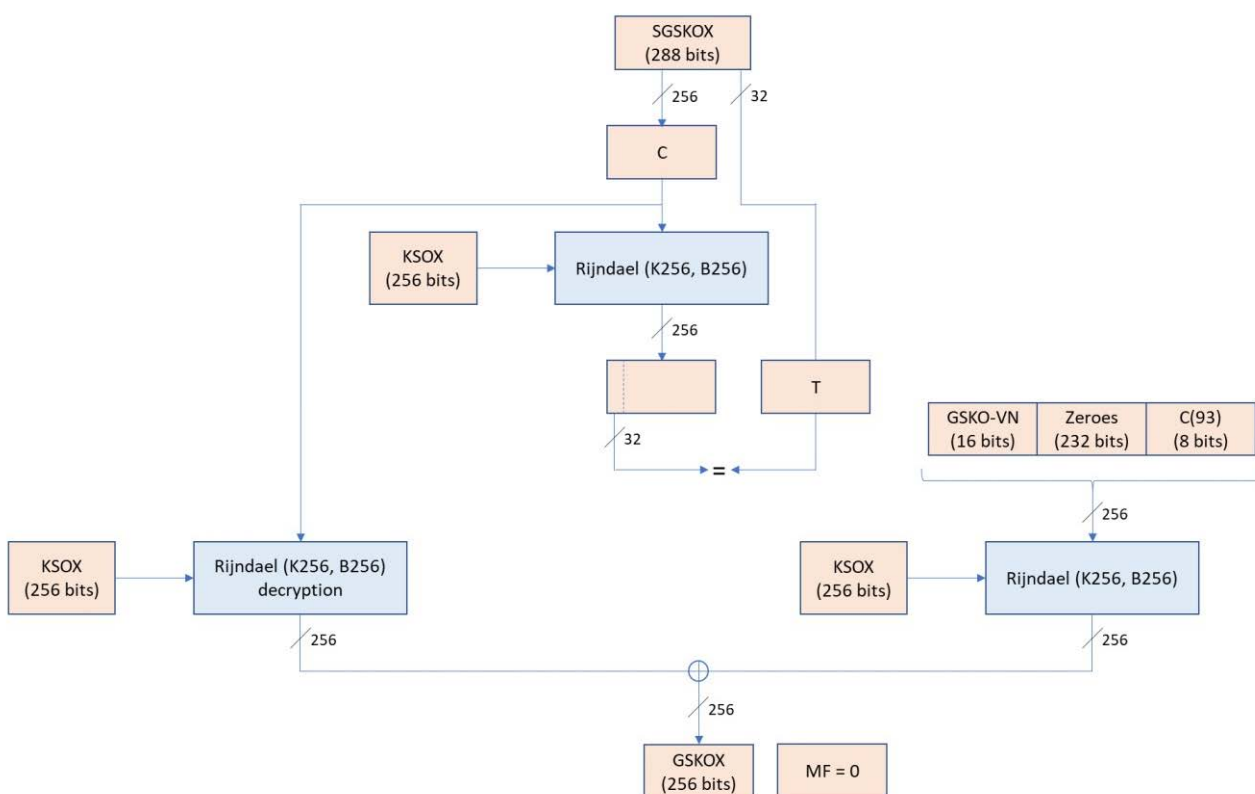 SGSKOX
(288 bits)
256
32
C
KSOX
(256 bits)
Rijndael (K256, B256)
256
T
32
=
GSKO-VN
(16 bits)
Zeroes
(232 bits)
C(93)
(8 bits)
256
KSOX
(256 bits)
Rijndael (K256, B256)
decryption
KSOX
(256 bits)
Rijndael (K256, B256)
256
256
256
GSKOX
(256 bits)
MF = 0